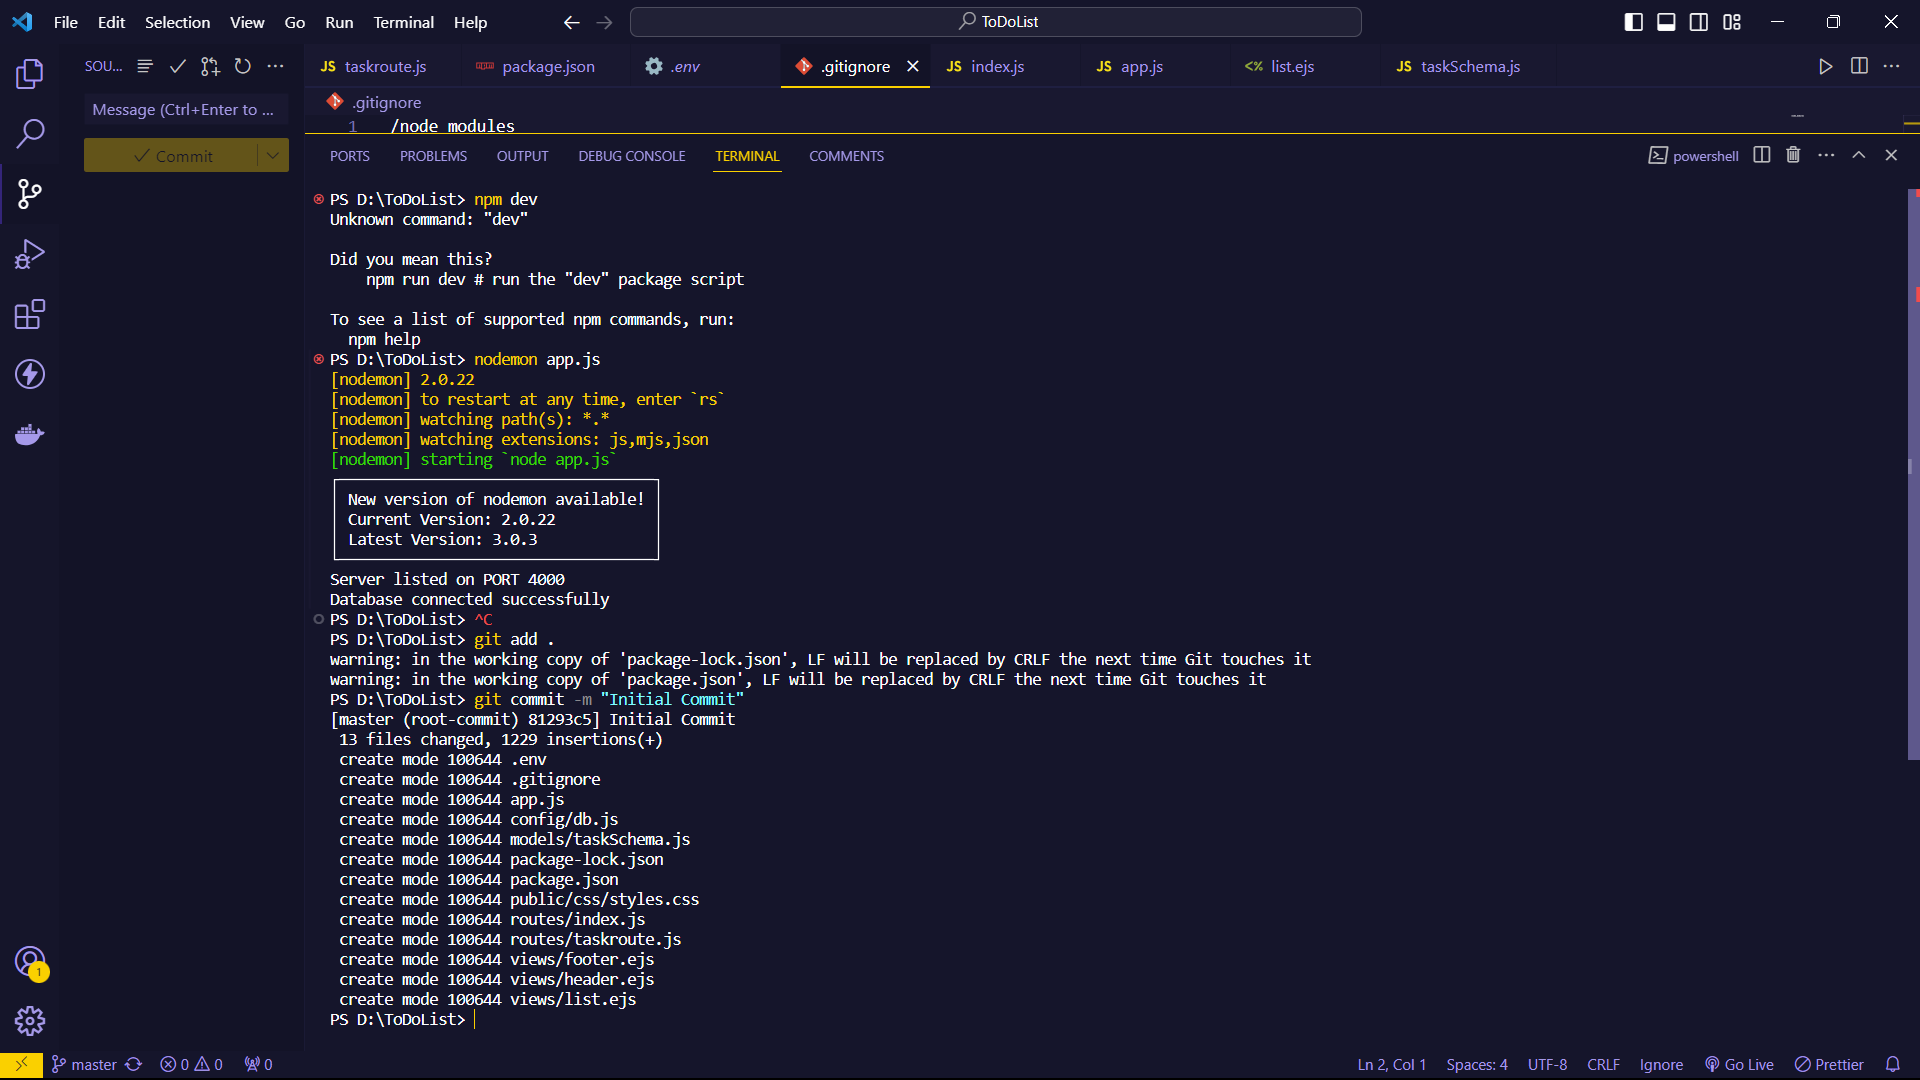 File Edit Selection View Go Run Terminal Help
ToDoList
SOU...
JS taskroute.js
package.json
.env
.gitignore
JS index.js
JS app.js
<% list.ejs
JS taskSchema.js
Message (Ctrl+Enter to ...
Commit
.gitignore
1 /node_modules
PORTS PROBLEMS OUTPUT DEBUG CONSOLE TERMINAL COMMENTS
powershell
PS D:\ToDoList> npm dev
Unknown command: "dev"
Did you mean this?
npm run dev # run the "dev" package script
To see a list of supported npm commands, run:
npm help
PS D:\ToDoList> nodemon app.js
[nodemon] 2.0.22
[nodemon] to restart at any time, enter `rs`
[nodemon] watching path(s): *.*
[nodemon] watching extensions: js,mjs,json
[nodemon] starting `node app.js`
New version of nodemon available!
Current Version: 2.0.22
Latest Version: 3.0.3
Server listed on PORT 4000
Database connected successfully
PS D:\ToDoList> ^C
PS D:\ToDoList> git add .
warning: in the working copy of 'package-lock.json', LF will be replaced by CRLF the next time Git touches it
warning: in the working copy of 'package.json', LF will be replaced by CRLF the next time Git touches it
PS D:\ToDoList> git commit -m "Initial Commit"
[master (root-commit) 81293c5] Initial Commit
13 files changed, 1229 insertions(+)
create mode 100644 .env
create mode 100644 .gitignore
create mode 100644 app.js
create mode 100644 config/db.js
create mode 100644 models/taskSchema.js
create mode 100644 package-lock.json
create mode 100644 package.json
create mode 100644 public/css/styles.css
create mode 100644 routes/index.js
create mode 100644 routes/taskroute.js
create mode 100644 views/footer.ejs
create mode 100644 views/header.ejs
create mode 100644 views/list.ejs
PS D:\ToDoList>
1
master 0 0 0
Ln 2, Col 1 Spaces: 4 UTF-8 CRLF Ignore Go Live Prettier